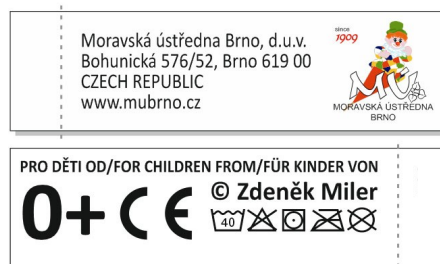 Moravská ústředna Brno, d.u.v.
Bohunická 576/52, Brno 619 00
CZECH REPUBLIC
www.mubrno.cz
since
1909
MU
MORAVSKÁ ÚSTŘEDNA
BRNO
PRO DĚTI OD/FOR CHILDREN FROM/FÜR KINDER VON
0+ CE
© Zdeněk Miler
40